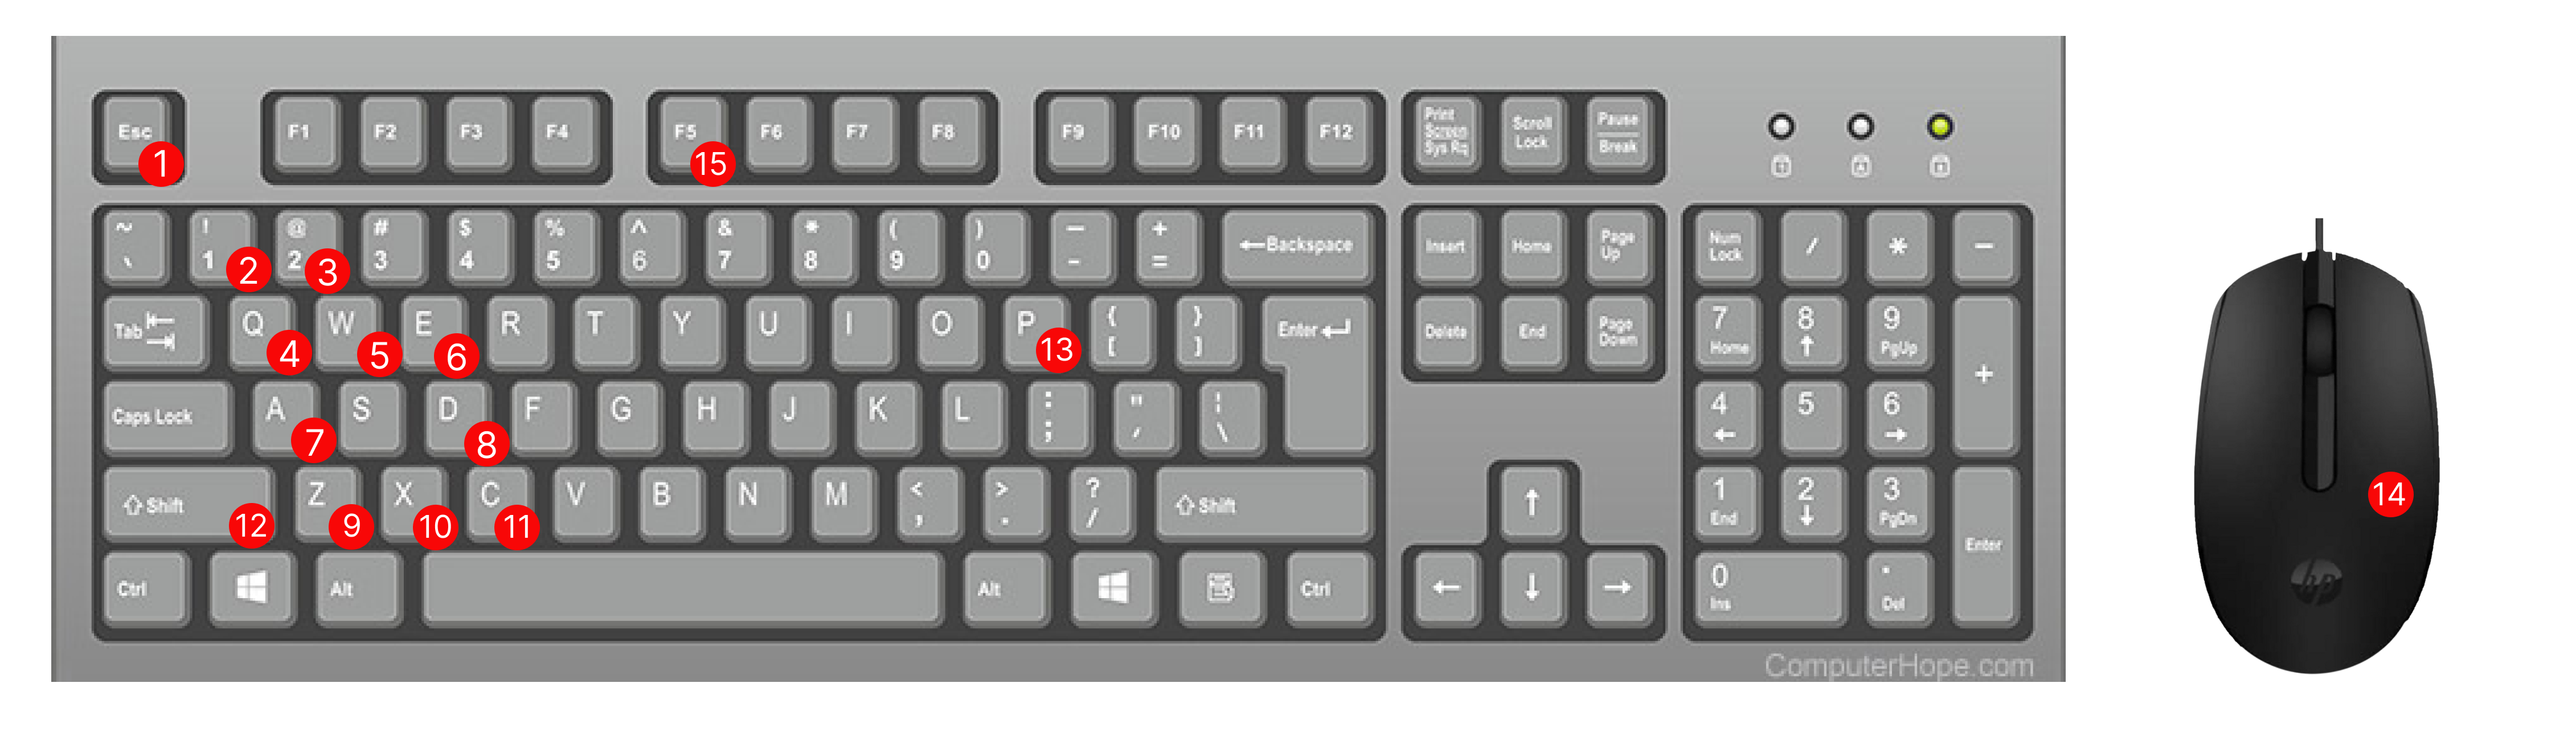 Esc F1 F2 F3 F4 F5 F6 F7 F8 F9 F10 F11 F12 Print Screen Sys Rq Scroll Lock Pause Break
1 15
~ ` ! 1 @ 2 # 3 $ 4 % 5 ^ 6 & 7 * 8 ( 9 ) 0 — - + = ←Backspace Insert Home Page Up Num Lock / * −
2 3
Tab Q W E R T Y U I O P { [ } ] Enter Delete End Page Down 7 Home 8 ↑ 9 PgUp +
4 5 6 13
Caps Lock A S D F G H J K L : ; " ' ¦ \ 4 ← 5 6 →
7 8
Shift Z X C V B N M < , > . ? / Shift ↑ 1 End 2 ↓ 3 PgDn Enter
12 9 10 11 14
Ctrl Alt Alt Ctrl ← ↓ → 0 Ins . Del
hp
ComputerHope.com